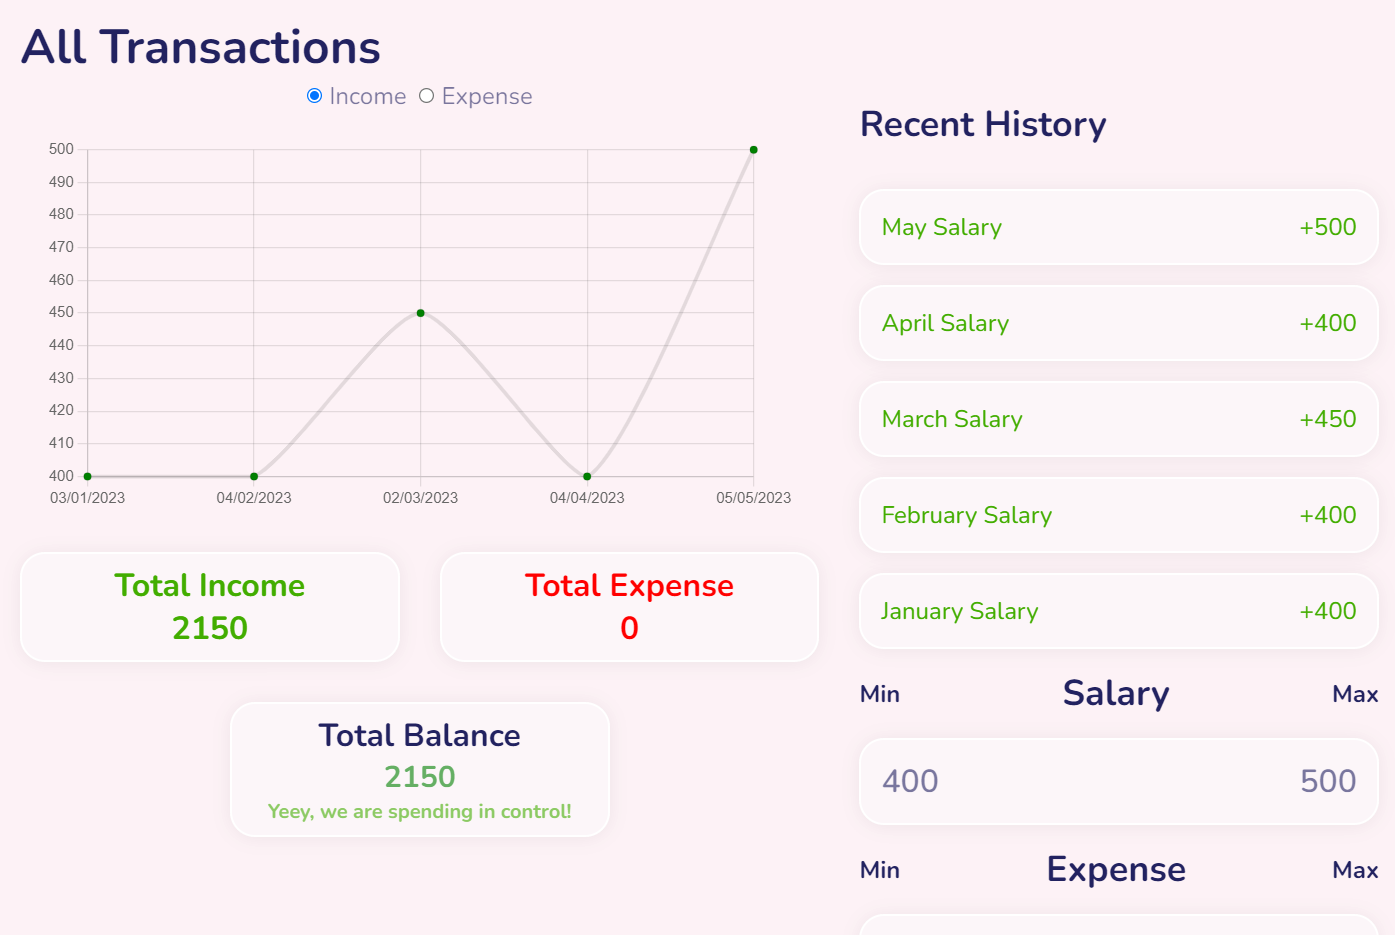 All Transactions
Income Expense
500
490
480
470
460
450
440
430
420
410
400
03/01/2023 04/02/2023 02/03/2023 04/04/2023 05/05/2023
Total Income
2150
Total Expense
0
Total Balance
2150
Yeey, we are spending in control!
Recent History
May Salary +500
April Salary +400
March Salary +450
February Salary +400
January Salary +400
Min Salary Max
400 500
Min Expense Max